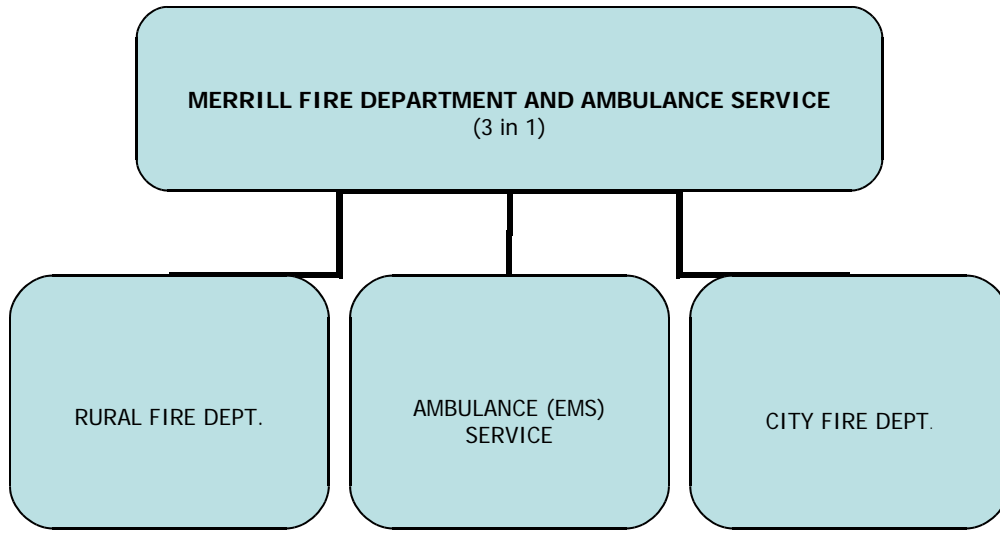 MERRILL FIRE DEPARTMENT AND AMBULANCE SERVICE
(3 in 1)
RURAL FIRE DEPT.
AMBULANCE (EMS)
SERVICE
CITY FIRE DEPT.